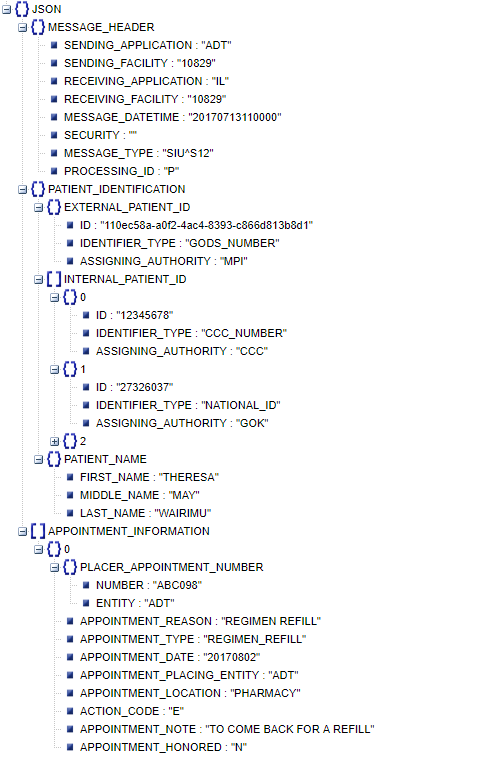 JSON
MESSAGE_HEADER
SENDING_APPLICATION : "ADT"
SENDING_FACILITY : "10829"
RECEIVING_APPLICATION : "IL"
RECEIVING_FACILITY : "10829"
MESSAGE_DATETIME : "20170713110000"
SECURITY : ""
MESSAGE_TYPE : "SIU^S12"
PROCESSING_ID : "P"
PATIENT_IDENTIFICATION
EXTERNAL_PATIENT_ID
ID : "110ec58a-a0f2-4ac4-8393-c866d813b8d1"
IDENTIFIER_TYPE : "GODS_NUMBER"
ASSIGNING_AUTHORITY : "MPI"
INTERNAL_PATIENT_ID
0
ID : "12345678"
IDENTIFIER_TYPE : "CCC_NUMBER"
ASSIGNING_AUTHORITY : "CCC"
1
ID : "27326037"
IDENTIFIER_TYPE : "NATIONAL_ID"
ASSIGNING_AUTHORITY : "GOK"
2
PATIENT_NAME
FIRST_NAME : "THERESA"
MIDDLE_NAME : "MAY"
LAST_NAME : "WAIRIMU"
APPOINTMENT_INFORMATION
0
PLACER_APPOINTMENT_NUMBER
NUMBER : "ABC098"
ENTITY : "ADT"
APPOINTMENT_REASON : "REGIMEN REFILL"
APPOINTMENT_TYPE : "REGIMEN_REFILL"
APPOINTMENT_DATE : "20170802"
APPOINTMENT_PLACING_ENTITY : "ADT"
APPOINTMENT_LOCATION : "PHARMACY"
ACTION_CODE : "E"
APPOINTMENT_NOTE : "TO COME BACK FOR A REFILL"
APPOINTMENT_HONORED : "N"